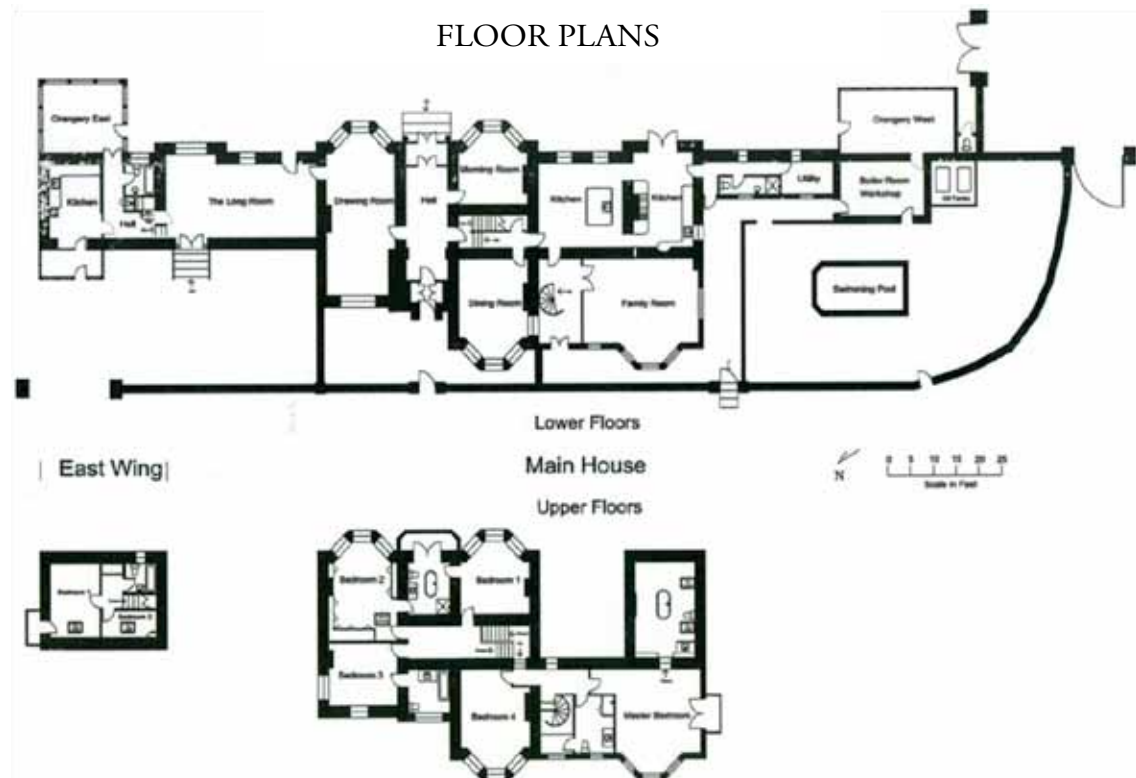 FLOOR PLANS
Orangery East
Orangery West
Morning Room
Utility
Boiler Room
Workshop
Kitchen
The Long Room
Drawing Room
Hall
Kitchen
Kitchen
Hall
Oil Tanks
Dining Room
Family Room
Swimming Pool
Lower Floors
East Wing
Main House
N
0 5 10 15 20 25
Scale in Feet
Upper Floors
Bedroom 2
Bedroom 1
Bedroom 1
Bedroom 2
Bedroom 3
Bedroom 4
Master Bedroom